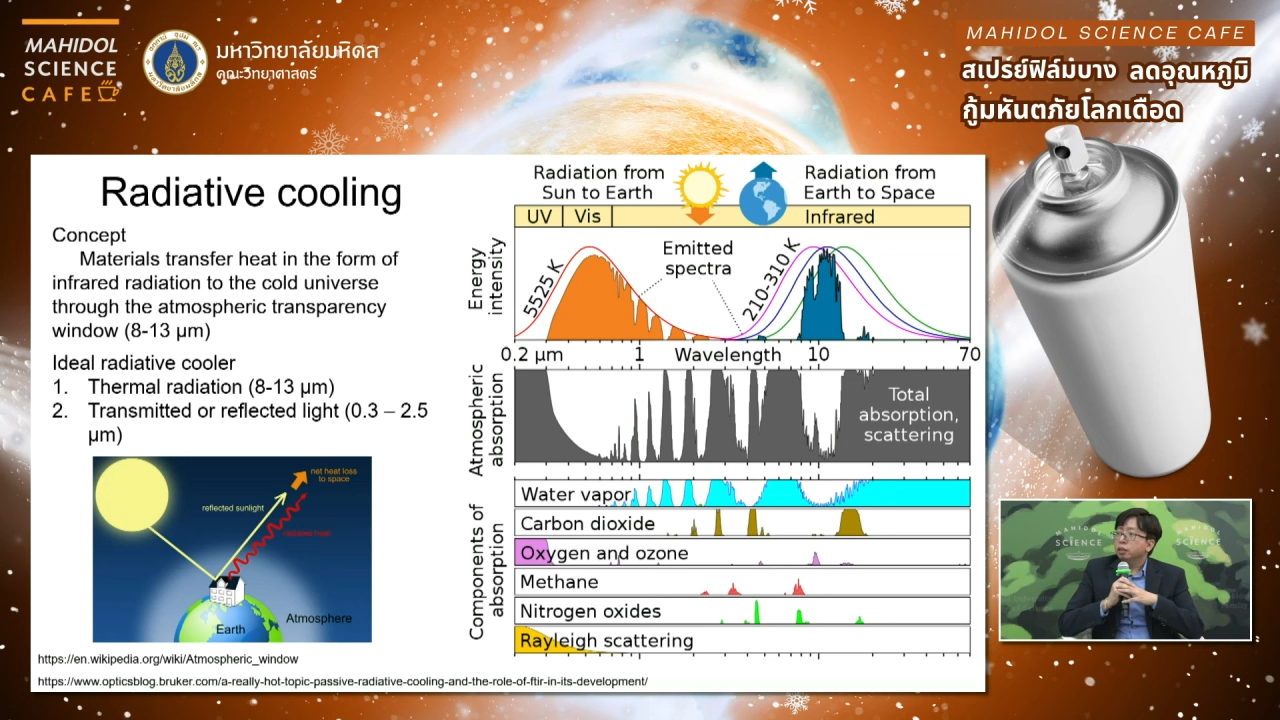 MAHIDOL
SCIENCE
CAFE
มหาวิทยาลัยมหิดล
คณะวิทยาศาสตร์
MAHIDOL SCIENCE CAFE
สเปรย์ฟิล์มบาง ลดอุณหภูมิ
กู้มหันตภัยโลกเดือด
Radiative cooling
Concept
Materials transfer heat in the form of
infrared radiation to the cold universe
through the atmospheric transparency
window (8-13 µm)
Ideal radiative cooler
1. Thermal radiation (8-13 µm)
2. Transmitted or reflected light (0.3 – 2.5
µm)
net heat loss
to space
reflected sunlight
Earth
Atmosphere
https://en.wikipedia.org/wiki/Atmospheric_window
https://www.opticsblog.bruker.com/a-really-hot-topic-passive-radiative-cooling-and-the-role-of-ftir-in-its-development/
Radiation from
Sun to Earth
Radiation from
Earth to Space
UV Vis Infrared
Energy
intensity
5525 K
Emitted
spectra
210-310 K
0.2 µm 1 Wavelength 10 70
Atmospheric
absorption
Total
absorption,
scattering
Components of
absorption
Water vapor
Carbon dioxide
Oxygen and ozone
Methane
Nitrogen oxides
Rayleigh scattering
MAHIDOL
SCIENCE
MAHIDOL
SCIENCE